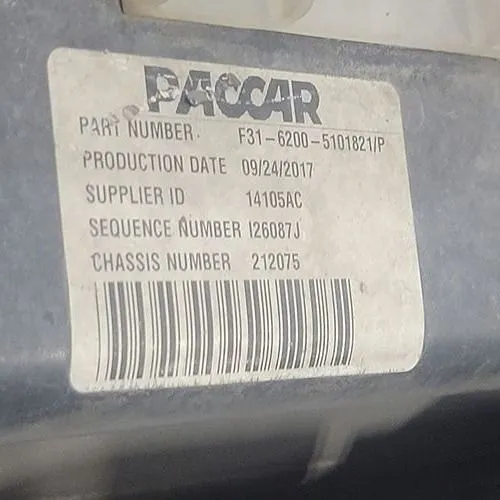 PACCAR
PART NUMBER. F31-6200-5101821/P
PRODUCTION DATE 09/24/2017
SUPPLIER ID 14105AC
SEQUENCE NUMBER I26087J
CHASSIS NUMBER 212075